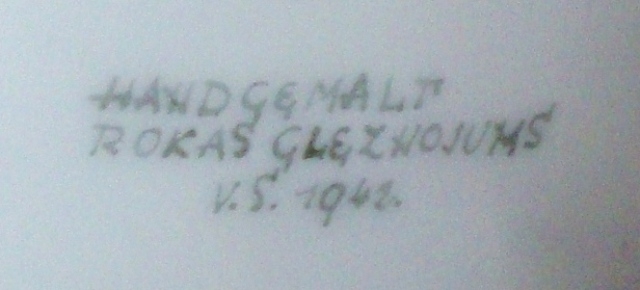 HANDGEMALT
ROKAS GLEZNOJUMS
V.S. 1942.